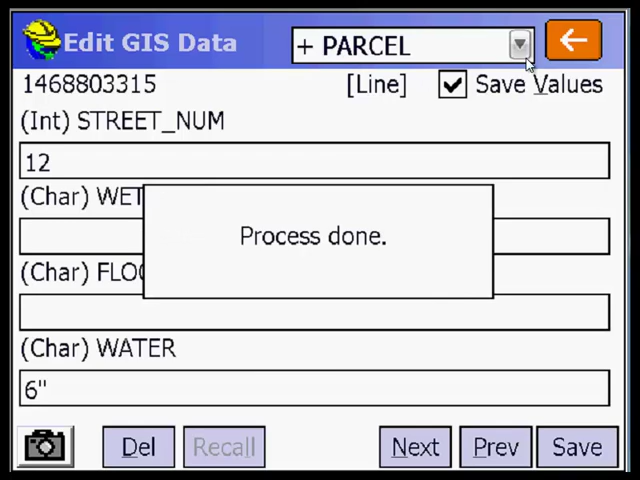 Edit GIS Data
+ PARCEL
1468803315 [Line] Save Values
(Int) STREET_NUM
12
(Char) WET
Process done.
(Char) FLOO
(Char) WATER
6"
Del Recall Next Prev Save